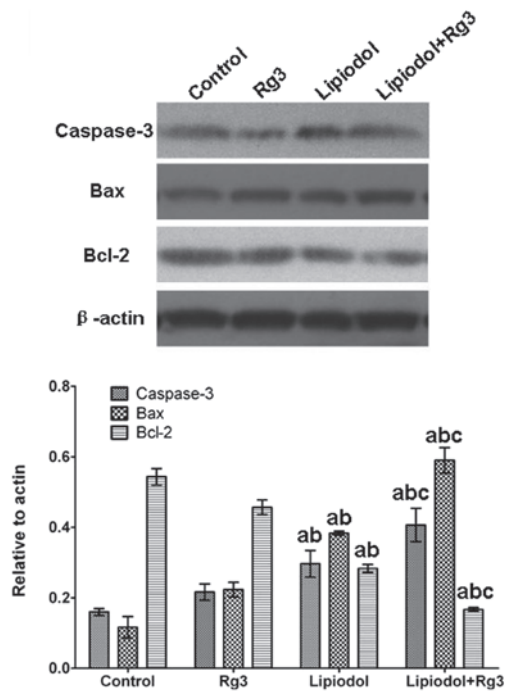 Control Rg3 Lipiodol Lipiodol+Rg3
Caspase-3
Bax
Bcl-2
β-actin
0.8
0.6
0.4
0.2
0.0
Relative to actin
Caspase-3
Bax
Bcl-2
ab ab ab
abc abc abc
Control Rg3 Lipiodol Lipiodol+Rg3